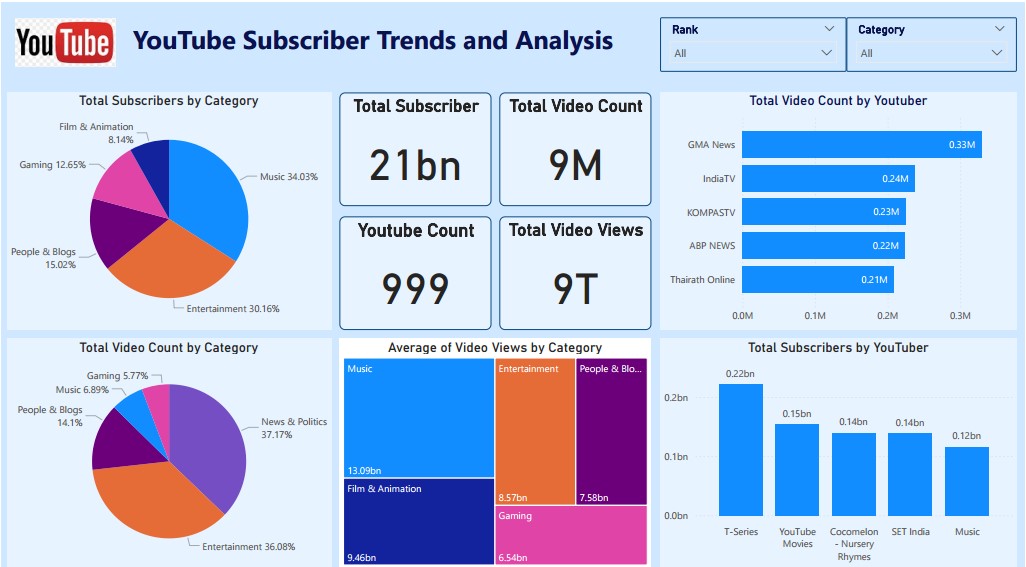 YouTube
YouTube Subscriber Trends and Analysis
Rank
All
Category
All
Total Subscribers by Category
Film & Animation
8.14%
Gaming 12.65%
Music 34.03%
People & Blogs
15.02%
Entertainment 30.16%
Total Subscriber
21bn
Total Video Count
9M
Youtube Count
999
Total Video Views
9T
Total Video Count by Youtuber
GMA News
0.33M
IndiaTV
0.24M
KOMPASTV
0.23M
ABP NEWS
0.22M
Thairath Online
0.21M
0.0M
0.1M
0.2M
0.3M
Total Video Count by Category
Gaming 5.77%
Music 6.89%
People & Blogs
14.1%
News & Politics
37.17%
Entertainment 36.08%
Average of Video Views by Category
Music
13.09bn
Film & Animation
9.46bn
Entertainment
8.57bn
People & Blo...
7.58bn
Gaming
6.54bn
Total Subscribers by YouTuber
0.2bn
0.1bn
0.0bn
0.22bn
0.15bn
0.14bn
0.14bn
0.12bn
T-Series
YouTube
Movies
Cocomelon
- Nursery
Rhymes
SET India
Music